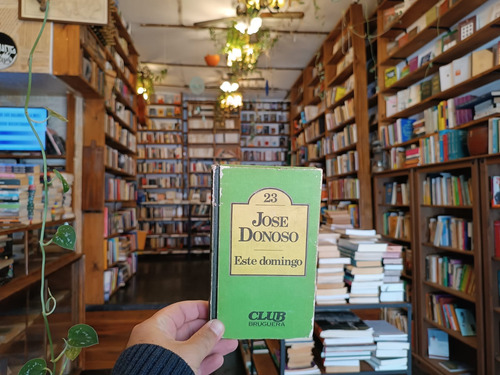 23
JOSE
DONOSO
Este domingo
CLUB
BRUGUERA